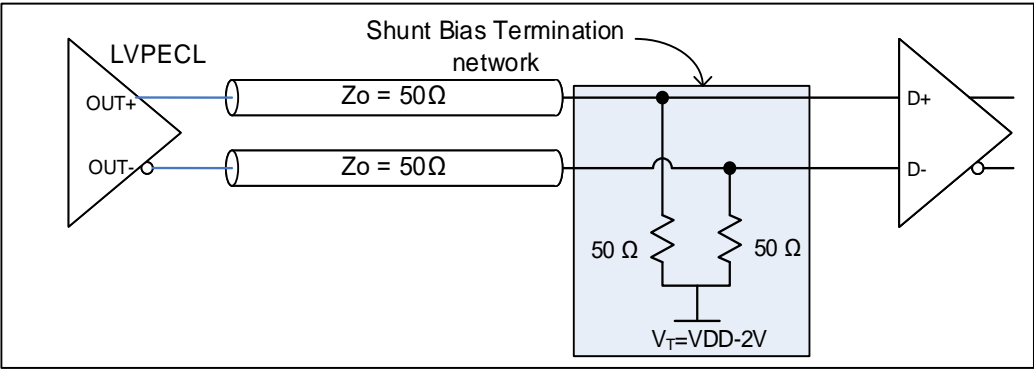 Shunt Bias Termination
network
LVPECL
OUT+
Zo = 50Ω
D+
OUT-
Zo = 50Ω
D-
50 Ω
50 Ω
VT=VDD-2V